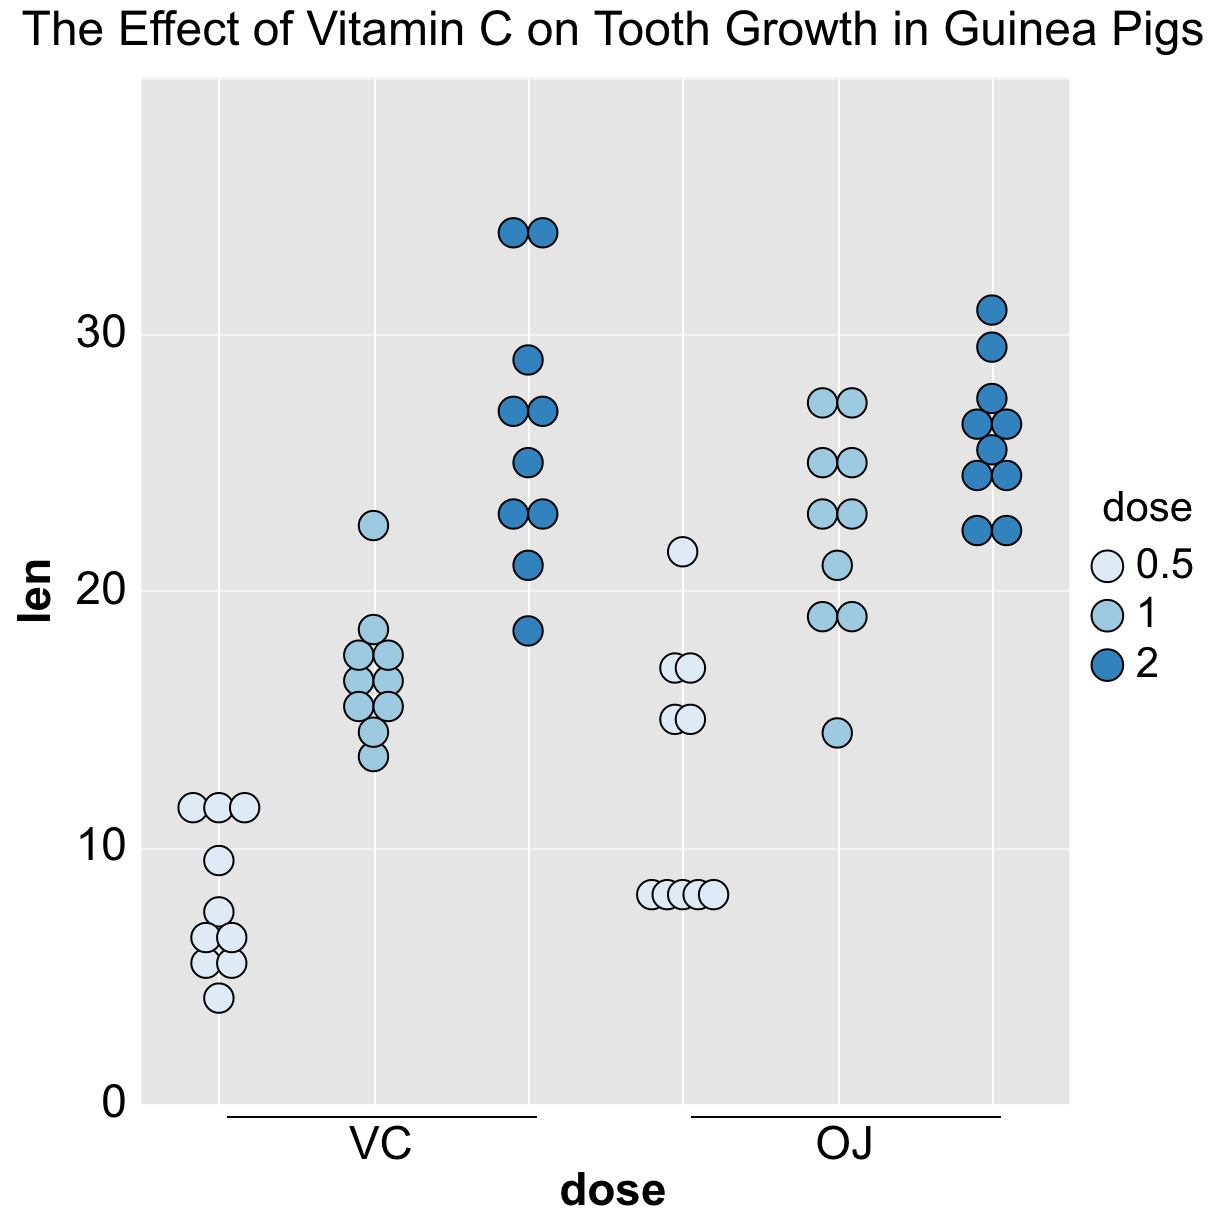 The Effect of Vitamin C on Tooth Growth in Guinea Pigs
len
30
20
10
0
VC
OJ
dose
dose
0.5
1
2